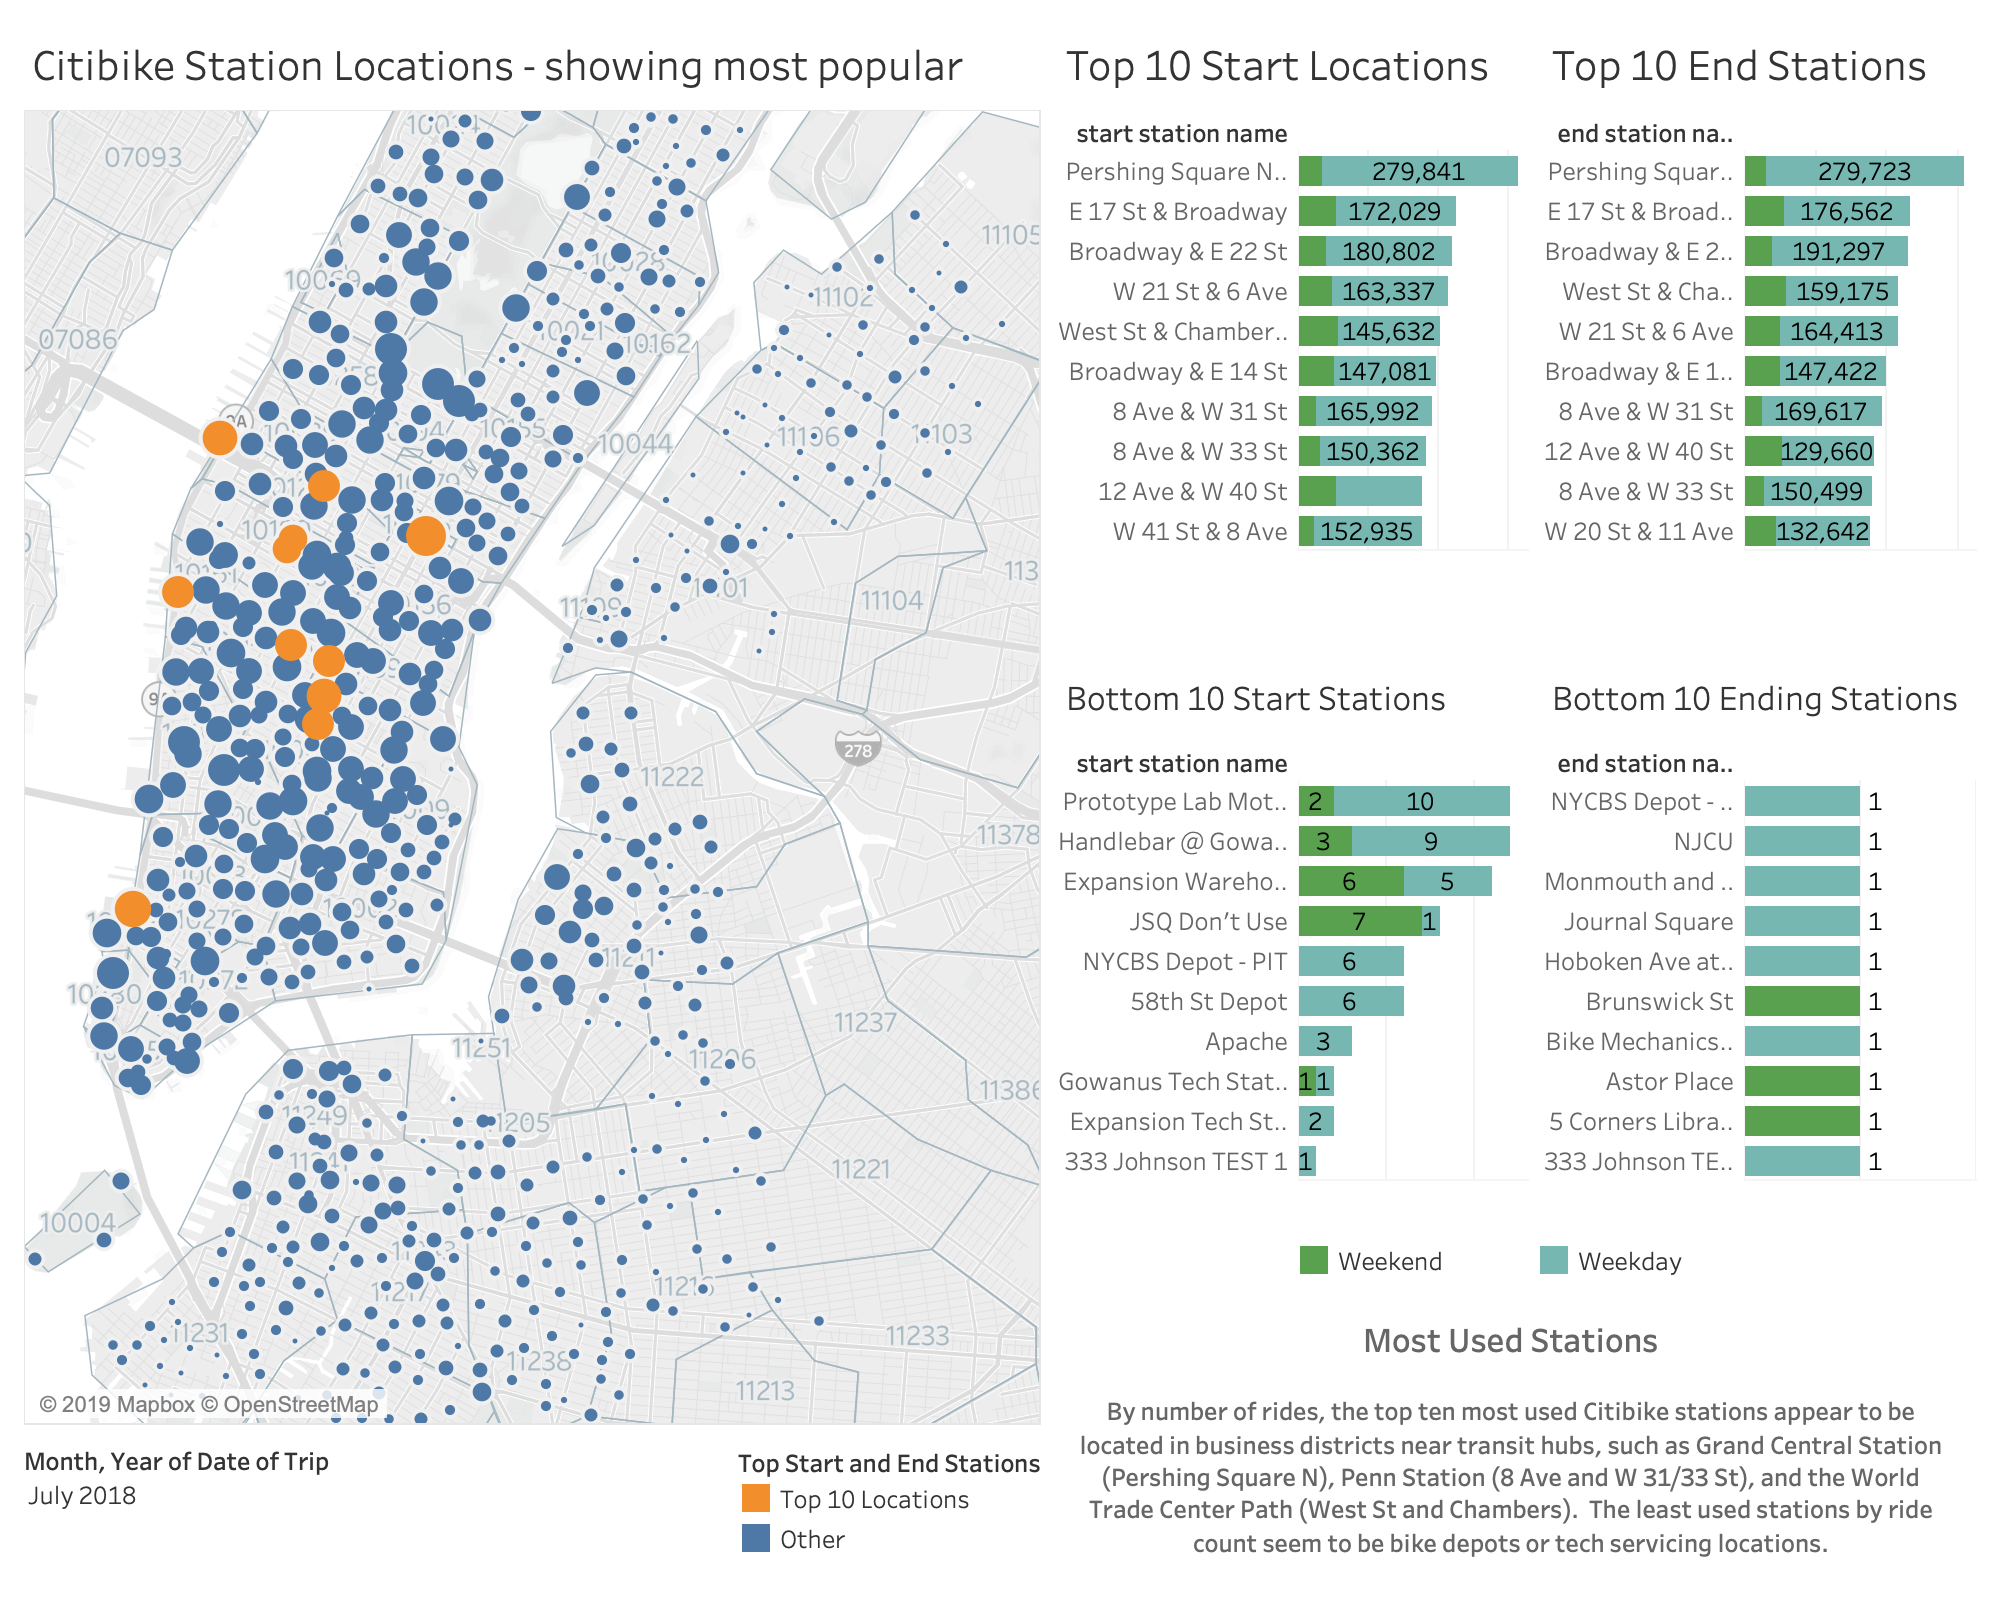 Citibike Station Locations - showing most popular
07093
10069
11105
11102
07086
10162
11106
10044
11101
11104
11109
278
11222
11378
11211
11237
11251
11206
11386
11249
11205
11221
10004
11217
11216
11231
11233
11238
11213
© 2019 Mapbox © OpenStreetMap
Month, Year of Date of Trip
July 2018
Top Start and End Stations
Top 10 Locations
Other
Top 10 Start Locations
start station name
Pershing Square N.. 279,841
E 17 St & Broadway 172,029
Broadway & E 22 St 180,802
W 21 St & 6 Ave 163,337
West St & Chamber.. 145,632
Broadway & E 14 St 147,081
8 Ave & W 31 St 165,992
8 Ave & W 33 St 150,362
12 Ave & W 40 St
W 41 St & 8 Ave 152,935
Top 10 End Stations
end station na..
Pershing Squar.. 279,723
E 17 St & Broad.. 176,562
Broadway & E 2.. 191,297
West St & Cha.. 159,175
W 21 St & 6 Ave 164,413
Broadway & E 1.. 147,422
8 Ave & W 31 St 169,617
12 Ave & W 40 St 129,660
8 Ave & W 33 St 150,499
W 20 St & 11 Ave 132,642
Bottom 10 Start Stations
start station name
Prototype Lab Mot.. 2 10
Handlebar @ Gowa.. 3 9
Expansion Wareho.. 6 5
JSQ Don't Use 7 1
NYCBS Depot - PIT 6
58th St Depot 6
Apache 3
Gowanus Tech Stat.. 1 1
Expansion Tech St.. 2
333 Johnson TEST 1 1
Bottom 10 Ending Stations
end station na..
NYCBS Depot - .. 1
NJCU 1
Monmouth and .. 1
Journal Square 1
Hoboken Ave at.. 1
Brunswick St 1
Bike Mechanics.. 1
Astor Place 1
5 Corners Libra.. 1
333 Johnson TE.. 1
Weekend
Weekday
Most Used Stations
By number of rides, the top ten most used Citibike stations appear to be
located in business districts near transit hubs, such as Grand Central Station
(Pershing Square N), Penn Station (8 Ave and W 31/33 St), and the World
Trade Center Path (West St and Chambers).  The least used stations by ride
count seem to be bike depots or tech servicing locations.